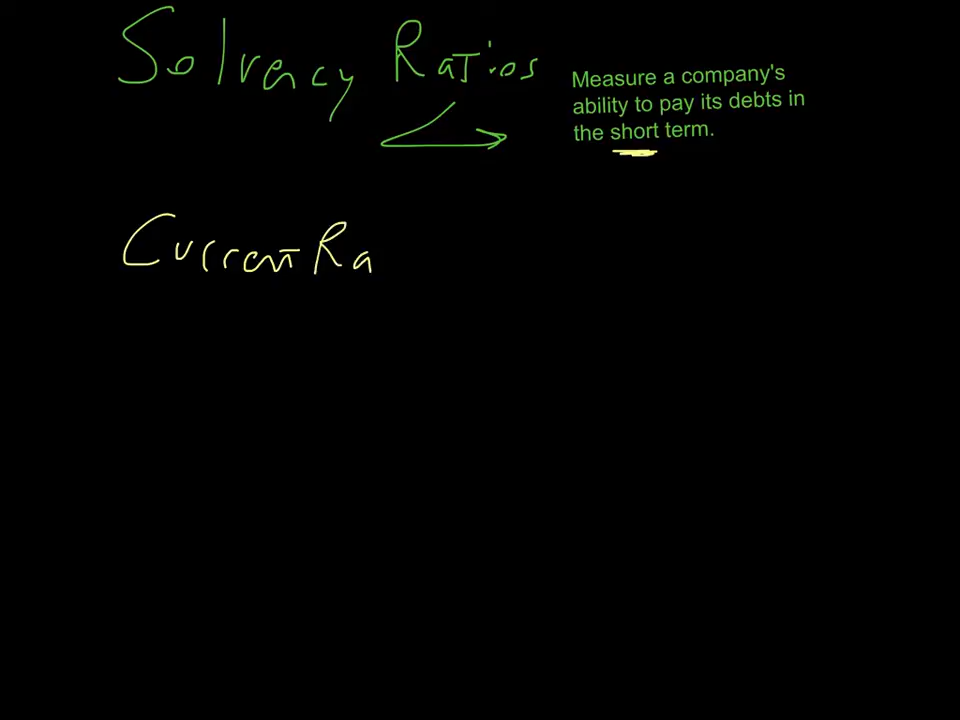 Solvency Ratios
Measure a company's
ability to pay its debts in
the short term.
Current Ra